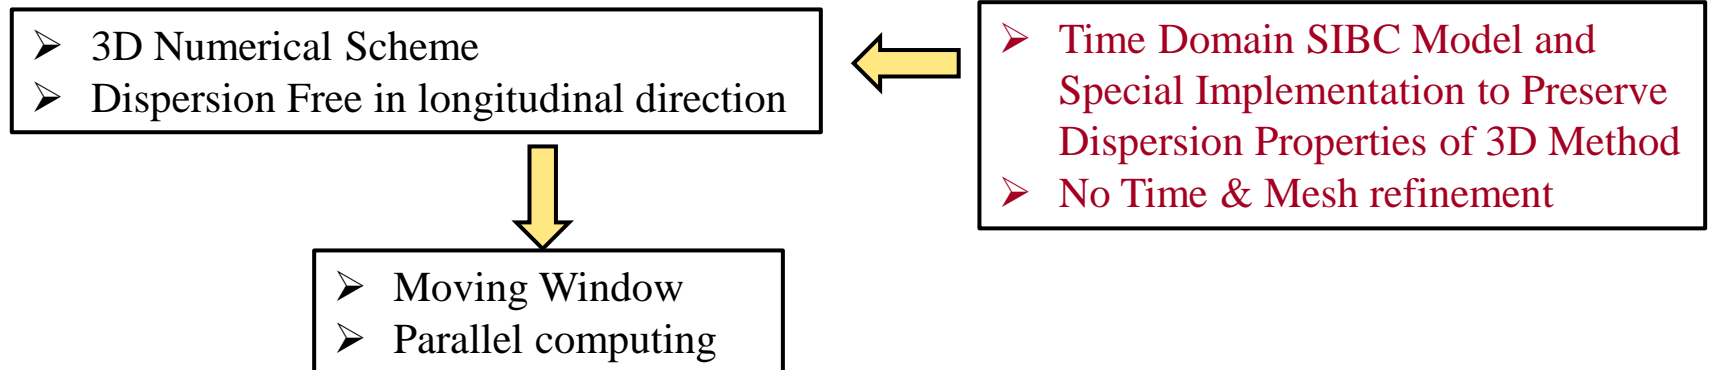 ➢ 3D Numerical Scheme
➢ Dispersion Free in longitudinal direction
➢ Time Domain SIBC Model and
Special Implementation to Preserve
Dispersion Properties of 3D Method
➢ No Time & Mesh refinement
➢ Moving Window
➢ Parallel computing